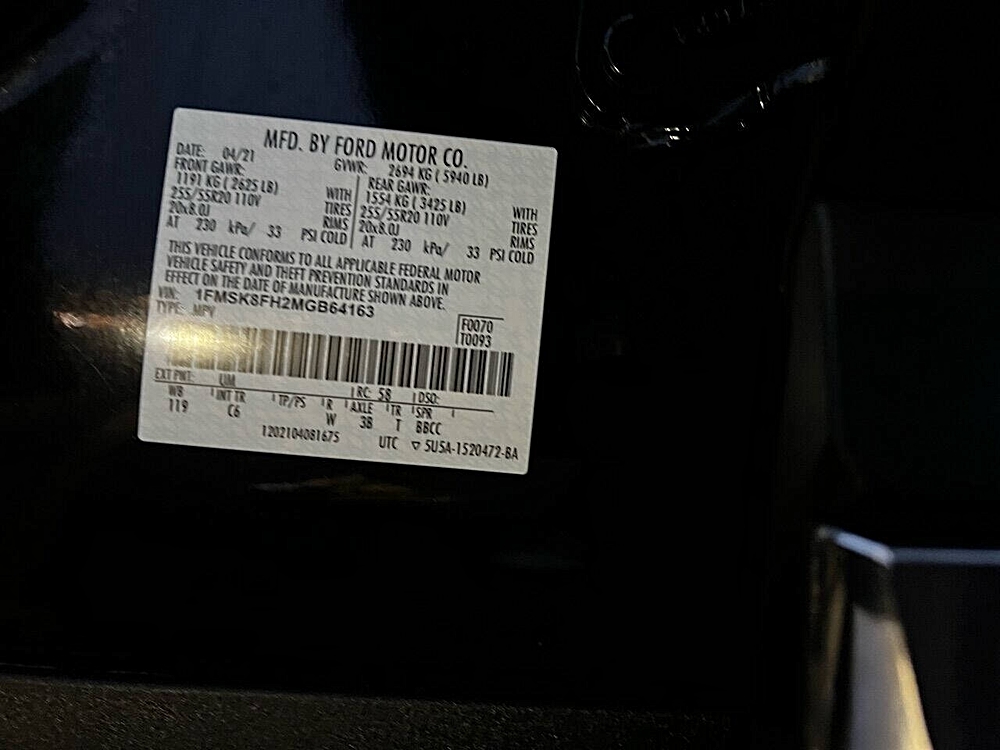 MFD. BY FORD MOTOR CO.
DATE: 04/21 GVWR: 2694 KG ( 5940 LB)
FRONT GAWR: REAR GAWR:
1191 KG ( 2625 LB) WITH 1554 KG ( 3425 LB) WITH
255/55R20 110V TIRES 255/55R20 110V TIRES
20x8.0J RIMS 20x8.0J RIMS
AT 230 kPa/ 33 PSI COLD AT 230 kPa/ 33 PSI COLD
THIS VEHICLE CONFORMS TO ALL APPLICABLE FEDERAL MOTOR
VEHICLE SAFETY AND THEFT PREVENTION STANDARDS IN
EFFECT ON THE DATE OF MANUFACTURE SHOWN ABOVE.
VIN: 1FMSK8FH2MGB64163
TYPE: MPV
F0070
T0093
EXT PNT: UM RC: 58 DSO:
WB INT TR TP/PS R AXLE TR SPR
119 C6 W 3B T BBCC
1202104081675 UTC ▽ 5U5A-1520472-BA